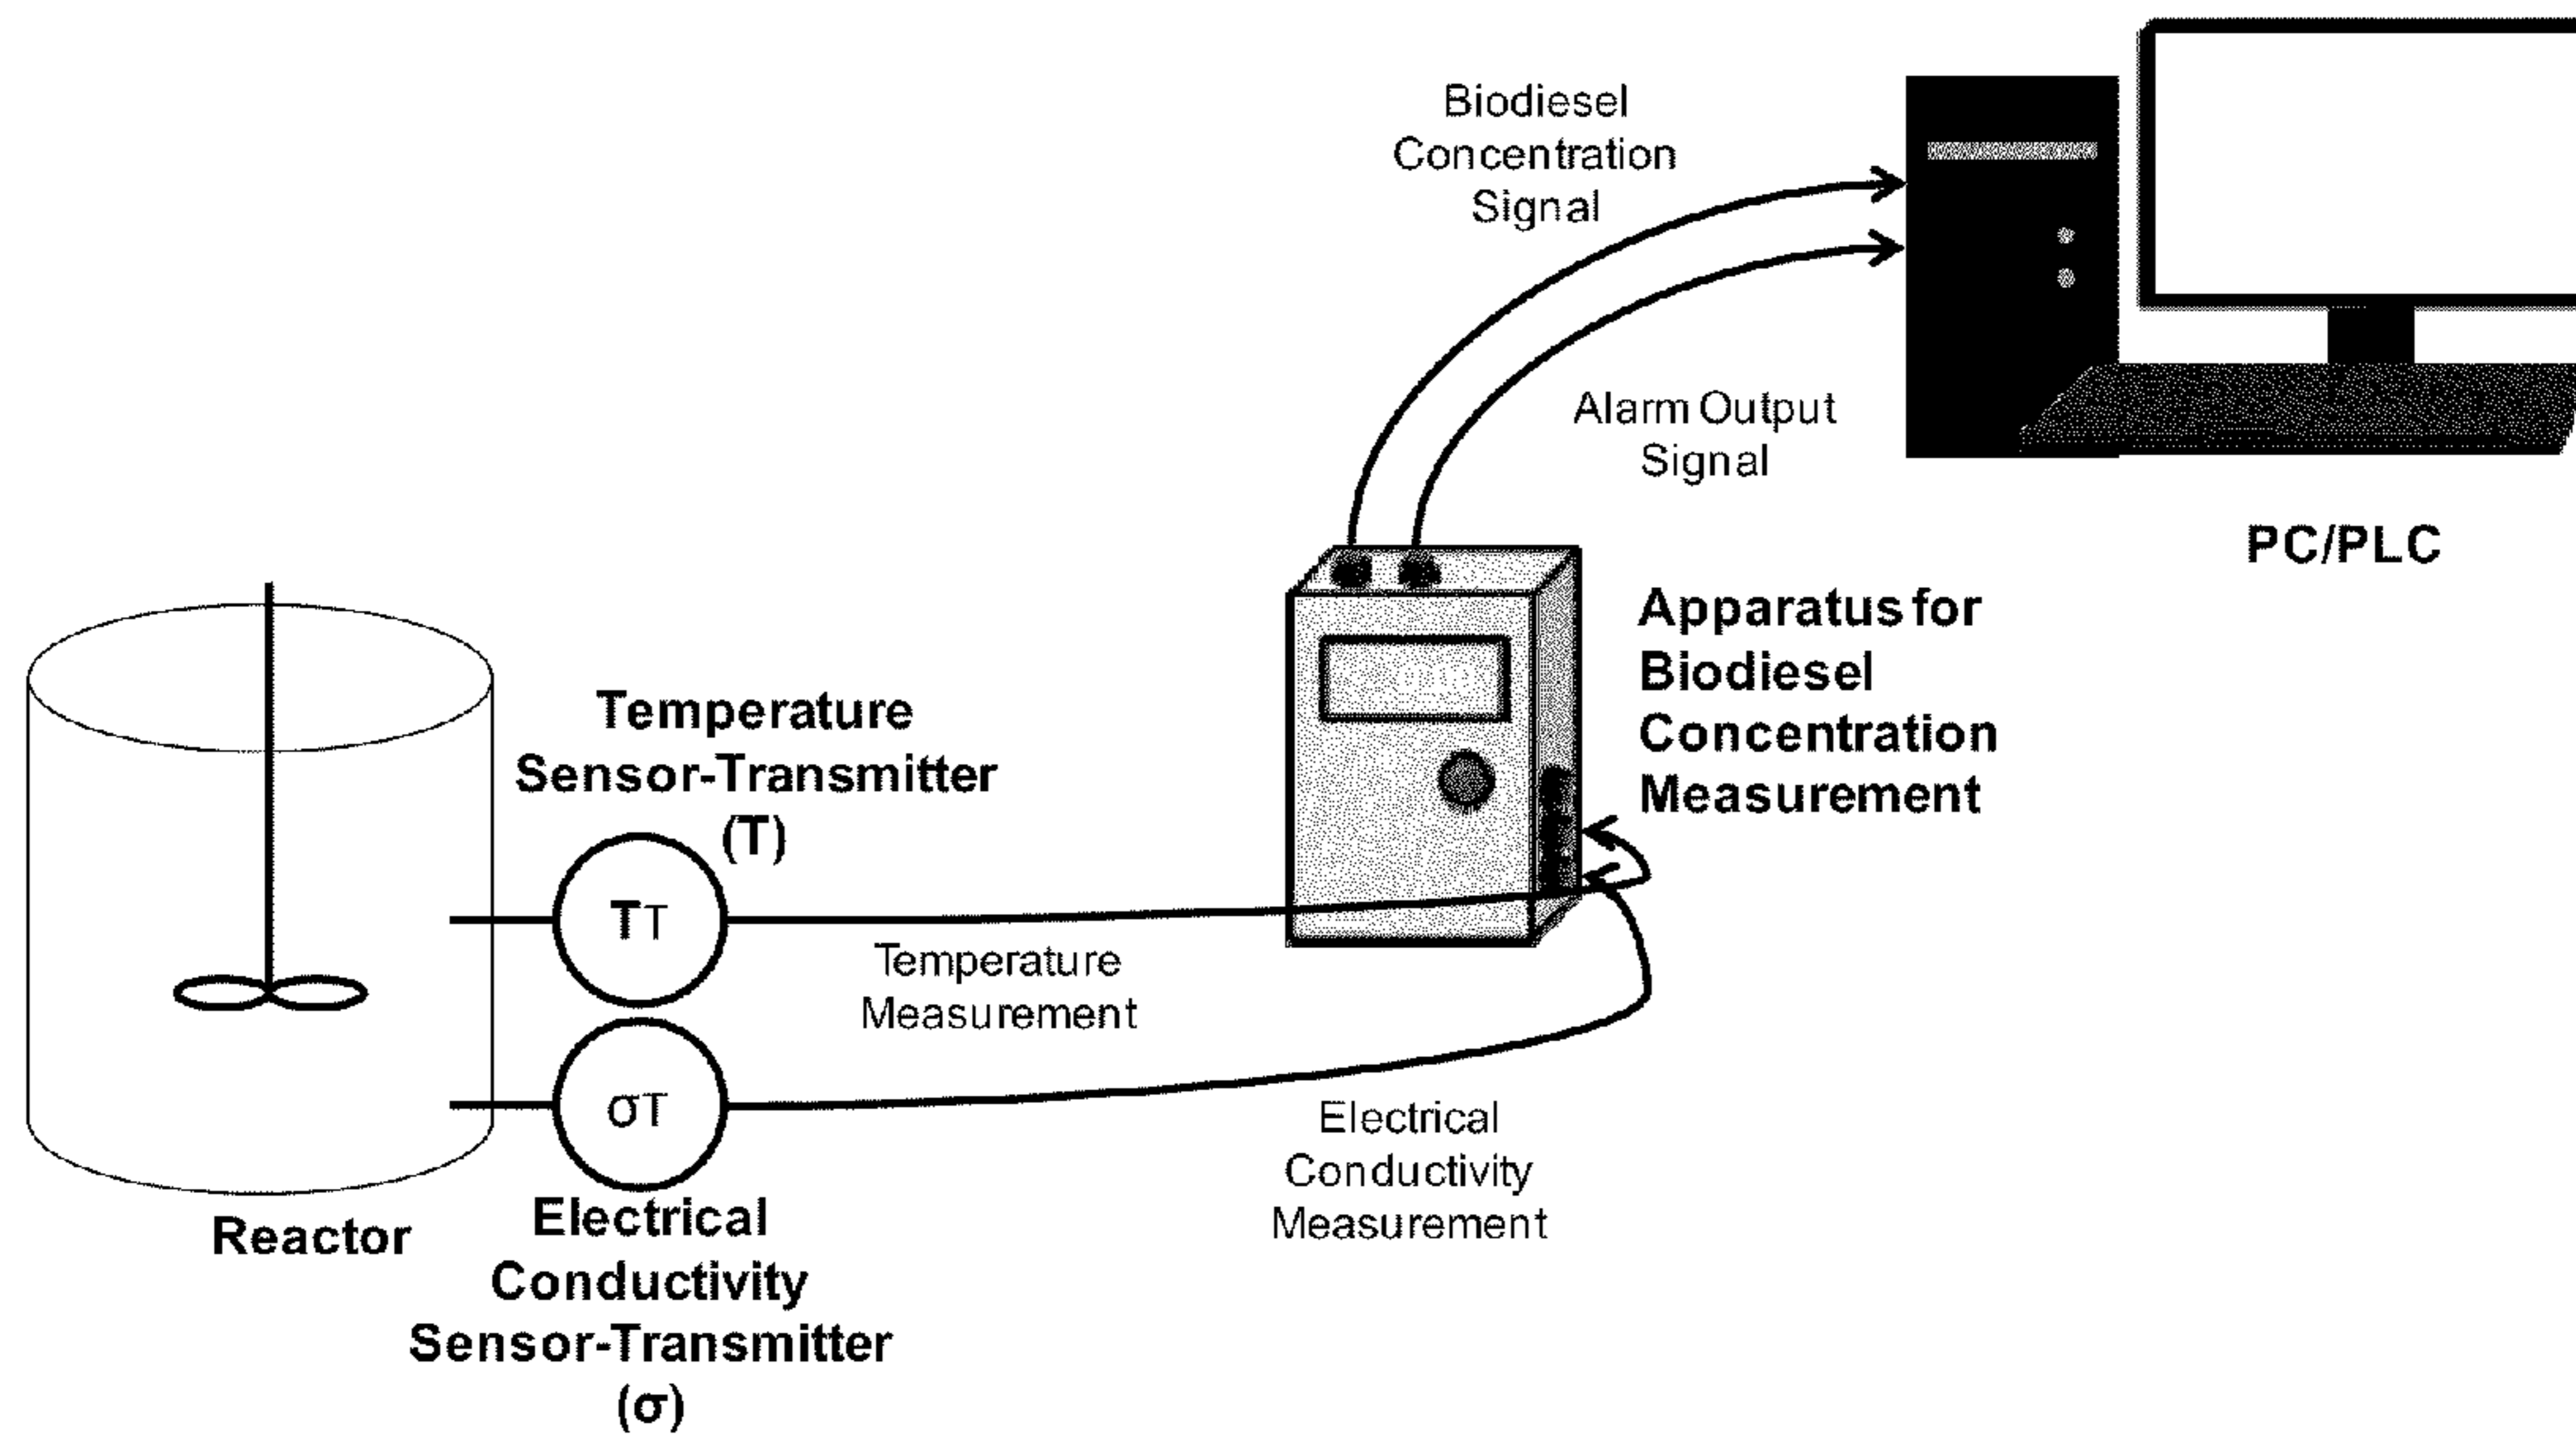 Biodiesel
Concentration
Signal
Alarm Output
Signal
PC/PLC
Apparatus for
Biodiesel
Concentration
Measurement
Temperature
Sensor-Transmitter
(T)
TT
Temperature
Measurement
σT
Electrical
Conductivity
Measurement
Reactor
Electrical
Conductivity
Sensor-Transmitter
(σ)